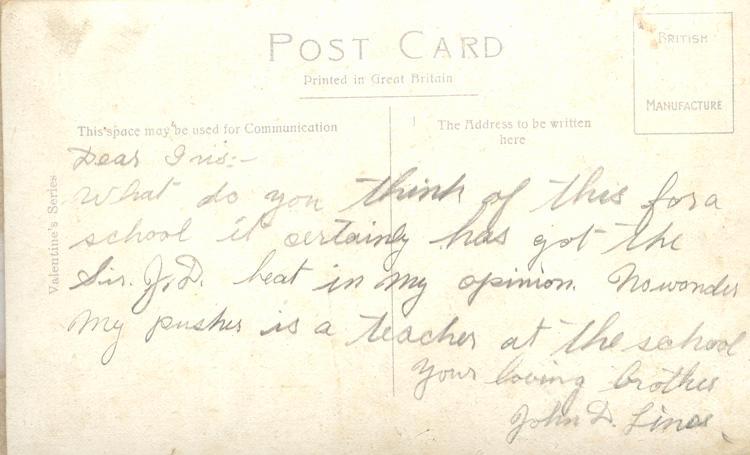 POST CARD
Printed in Great Britain
BRITISH
MANUFACTURE
This space may be used for Communication
The Address to be written
here
Valentine's Series
Dear Iris:-
What do you think of this for a
school it certainly has got the
Sir. J. D. beat in my opinion. No wonder
my pusher is a teacher at the school
Your loving brother
John D. Lines